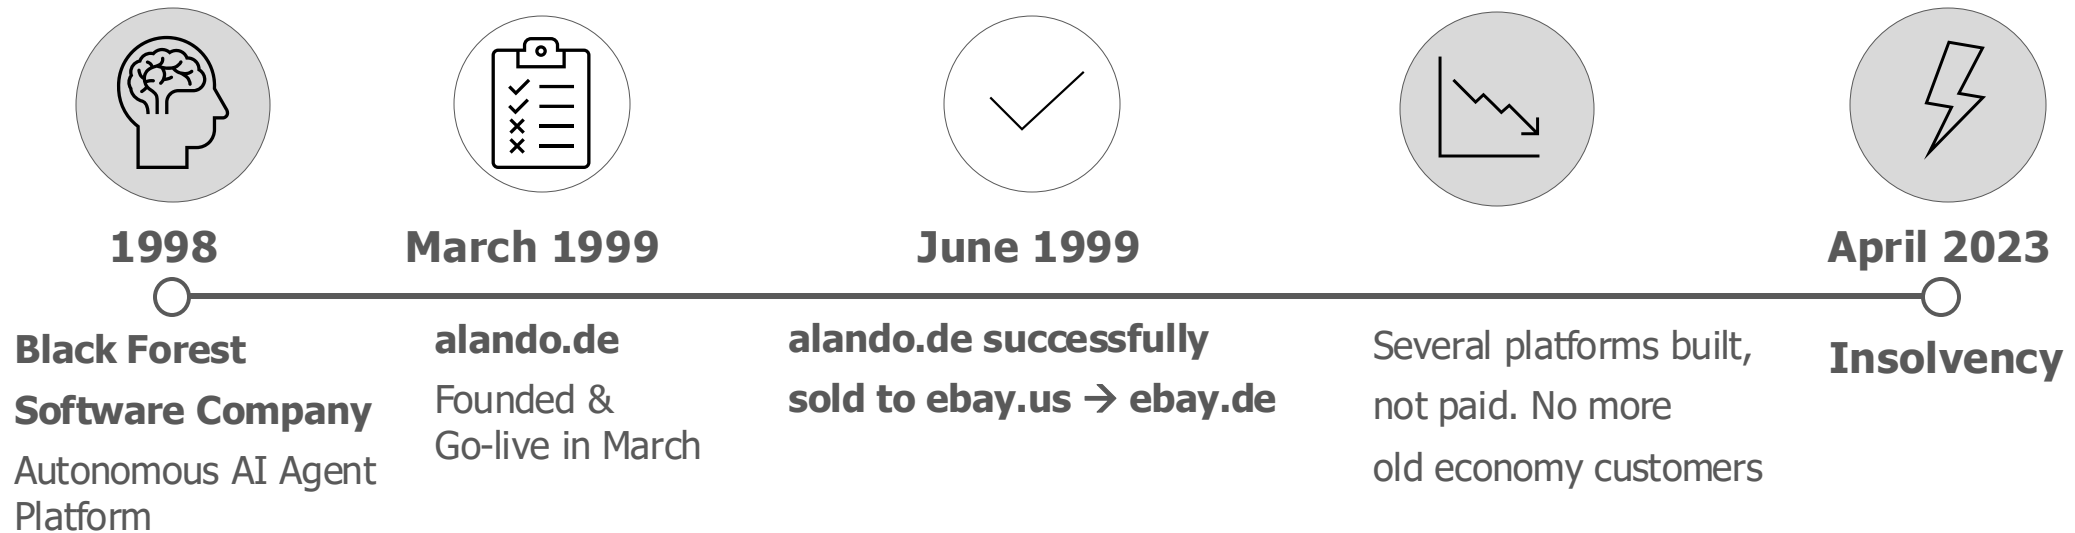 1998
Black Forest
Software Company
Autonomous AI Agent
Platform
March 1999
alando.de
Founded &
Go-live in March
June 1999
alando.de successfully
sold to ebay.us → ebay.de
Several platforms built,
not paid. No more
old economy customers
April 2023
Insolvency